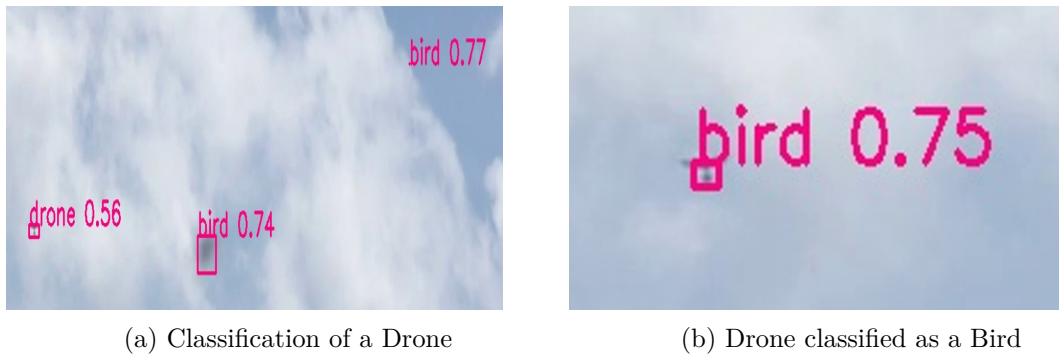 bird 0.77
drone 0.56
bird 0.74
bird 0.75
(a) Classification of a Drone
(b) Drone classified as a Bird